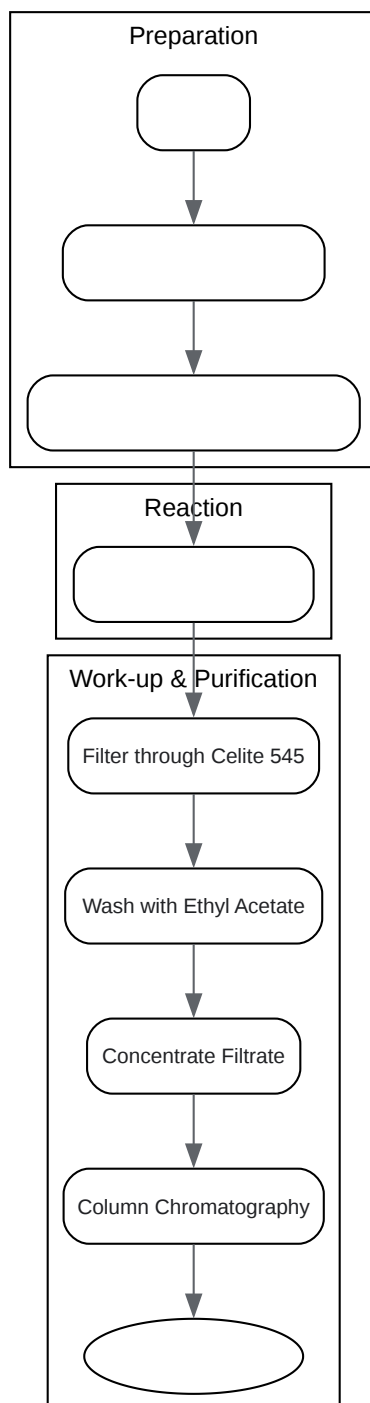 Preparation
Reaction
Work-up & Purification
Filter through Celite 545
Wash with Ethyl Acetate
Concentrate Filtrate
Column Chromatography